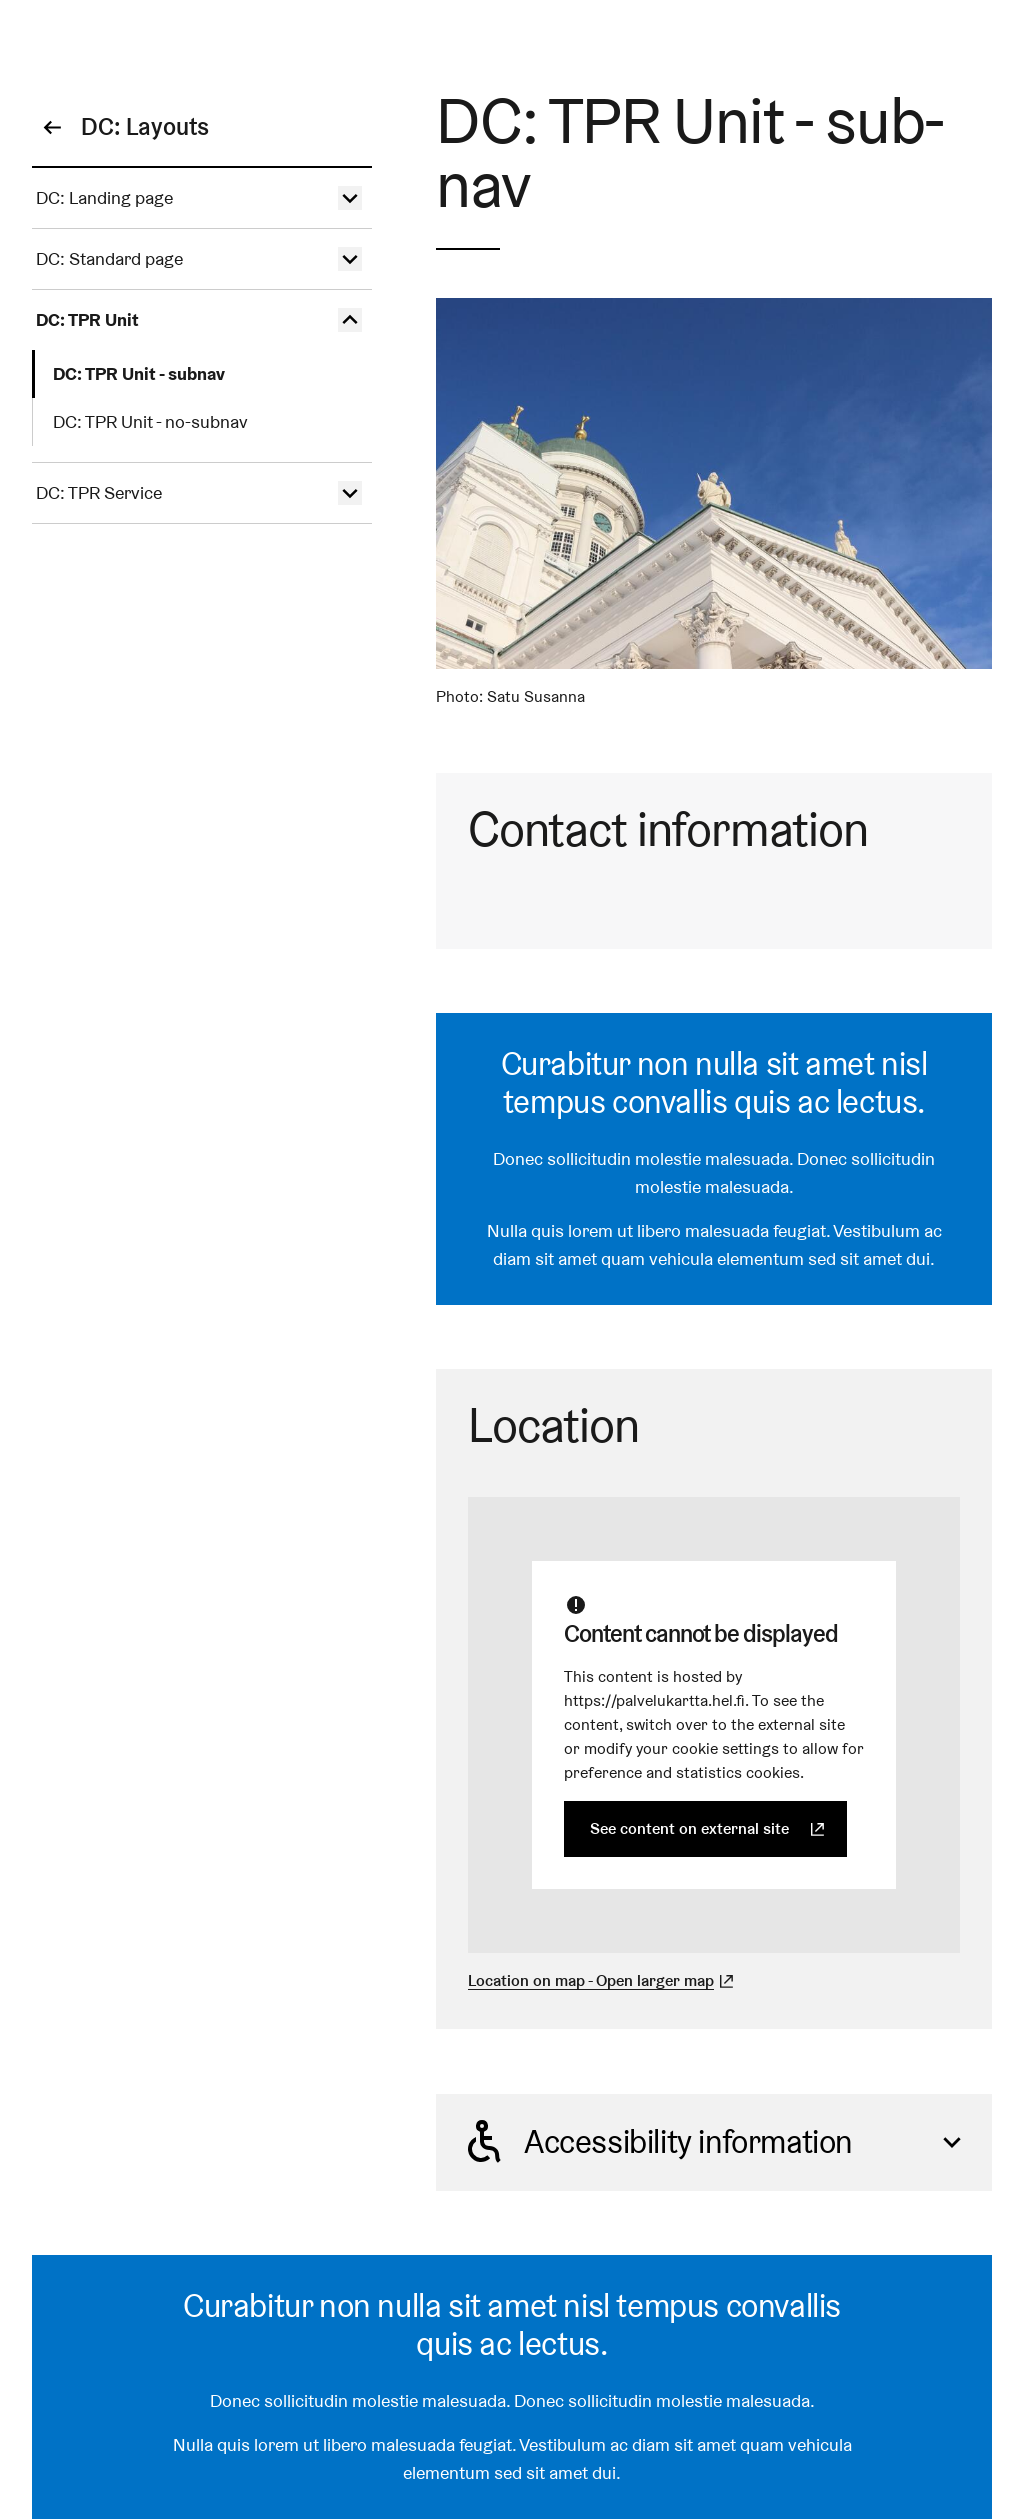 DC: Layouts
DC: Landing page
DC: Standard page
DC: TPR Unit
DC: TPR Unit - subnav
DC: TPR Unit - no-subnav
DC: TPR Service
DC: TPR Unit - sub-
nav
Photo: Satu Susanna
Contact information
Curabitur non nulla sit amet nisl
tempus convallis quis ac lectus.
Donec sollicitudin molestie malesuada. Donec sollicitudin
molestie malesuada.
Nulla quis lorem ut libero malesuada feugiat. Vestibulum ac
diam sit amet quam vehicula elementum sed sit amet dui.
Location
Content cannot be displayed
This content is hosted by
https://palvelukartta.hel.fi. To see the
content, switch over to the external site
or modify your cookie settings to allow for
preference and statistics cookies.
See content on external site
Location on map - Open larger map
Accessibility information
Curabitur non nulla sit amet nisl tempus convallis
quis ac lectus.
Donec sollicitudin molestie malesuada. Donec sollicitudin molestie malesuada.
Nulla quis lorem ut libero malesuada feugiat. Vestibulum ac diam sit amet quam vehicula
elementum sed sit amet dui.